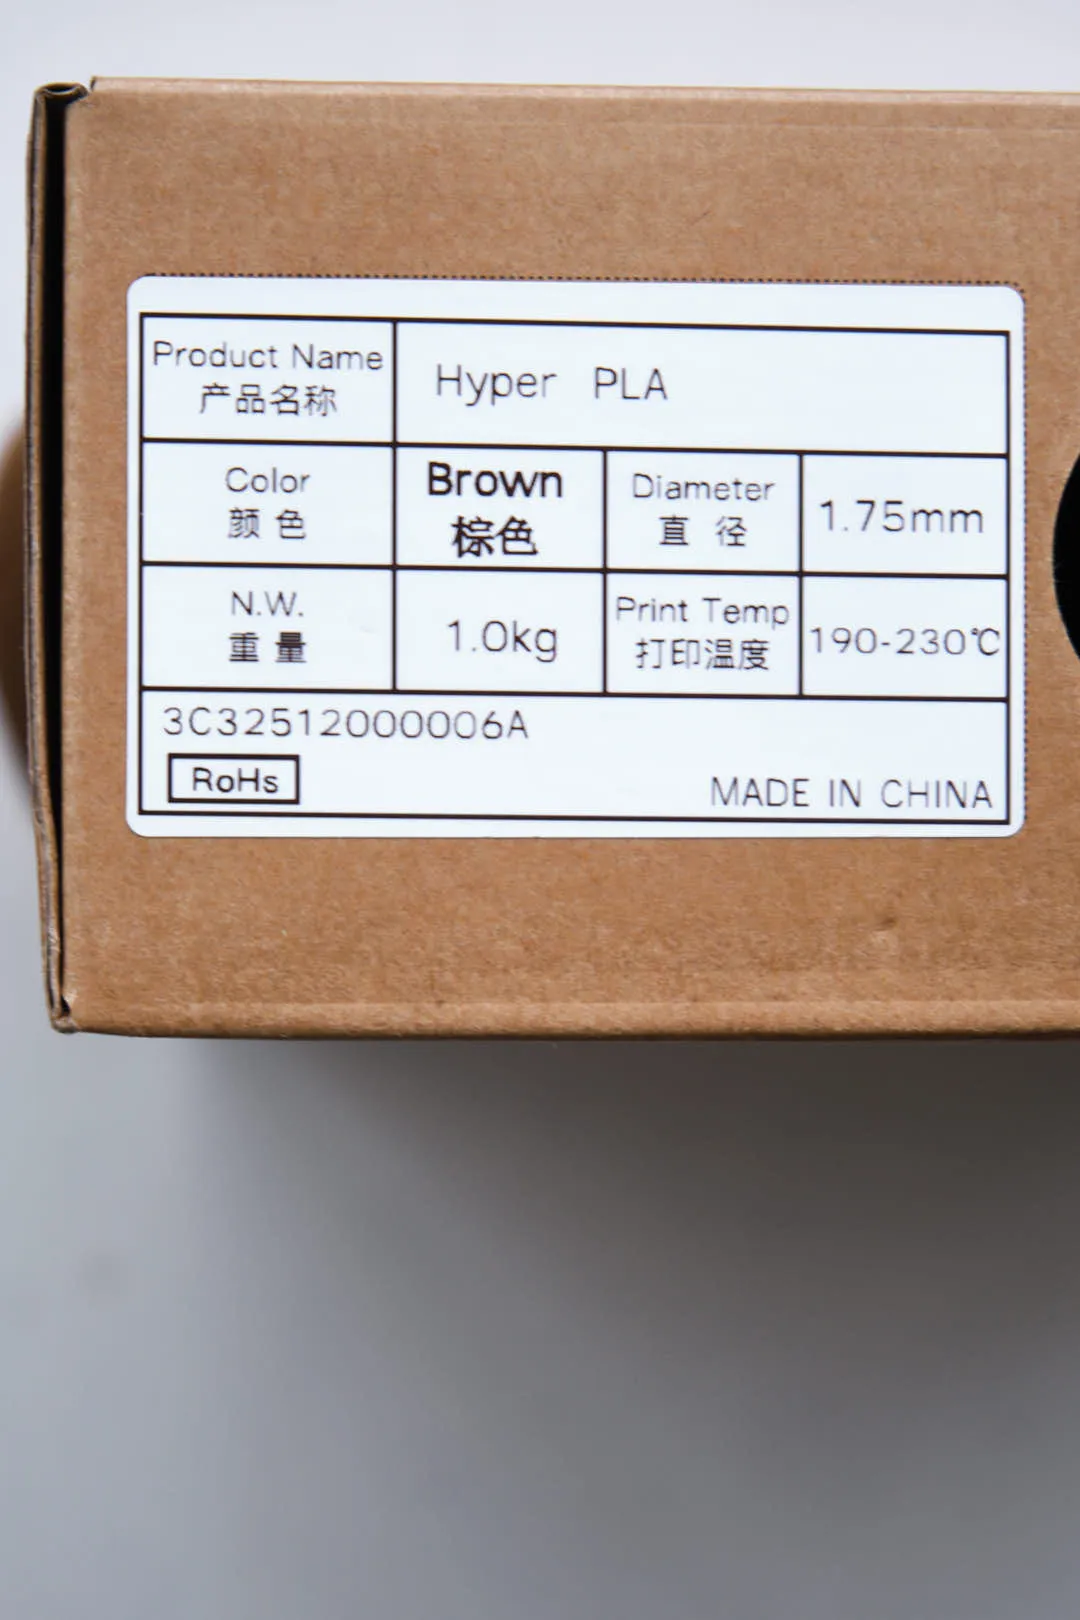 Product Name
产品名称
Hyper PLA
Color
颜色
Brown
棕色
Diameter
直径
1.75mm
N.W.
重量
1.0kg
Print Temp
打印温度
190-230℃
3C32512000006A
RoHs
MADE IN CHINA